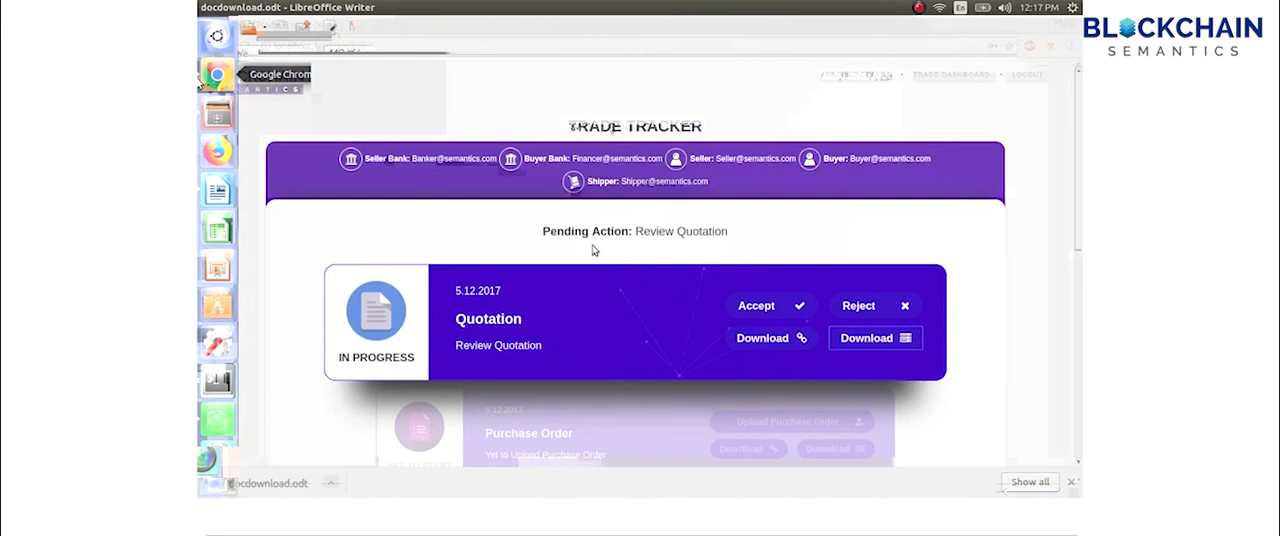 docdownload.odt - LibreOffice Writer
En
12:17 PM
BLOCKCHAIN
SEMANTICS
Google Chrom
ANTICS
TRADE DASHBOARD
LOGOUT
TRADE TRACKER
Seller Bank: Banker@semantics.com
Buyer Bank: Financer@semantics.com
Seller: Seller@semantics.com
Buyer: Buyer@semantics.com
Shipper: Shipper@semantics.com
Pending Action: Review Quotation
5.12.2017
Quotation
Review Quotation
IN PROGRESS
Accept
Reject
Download
Download
5.12.2017
Purchase Order
Yet to Upload Purchase Order
Upload Purchase Order
Download
Download
docdownload.odt
Show all